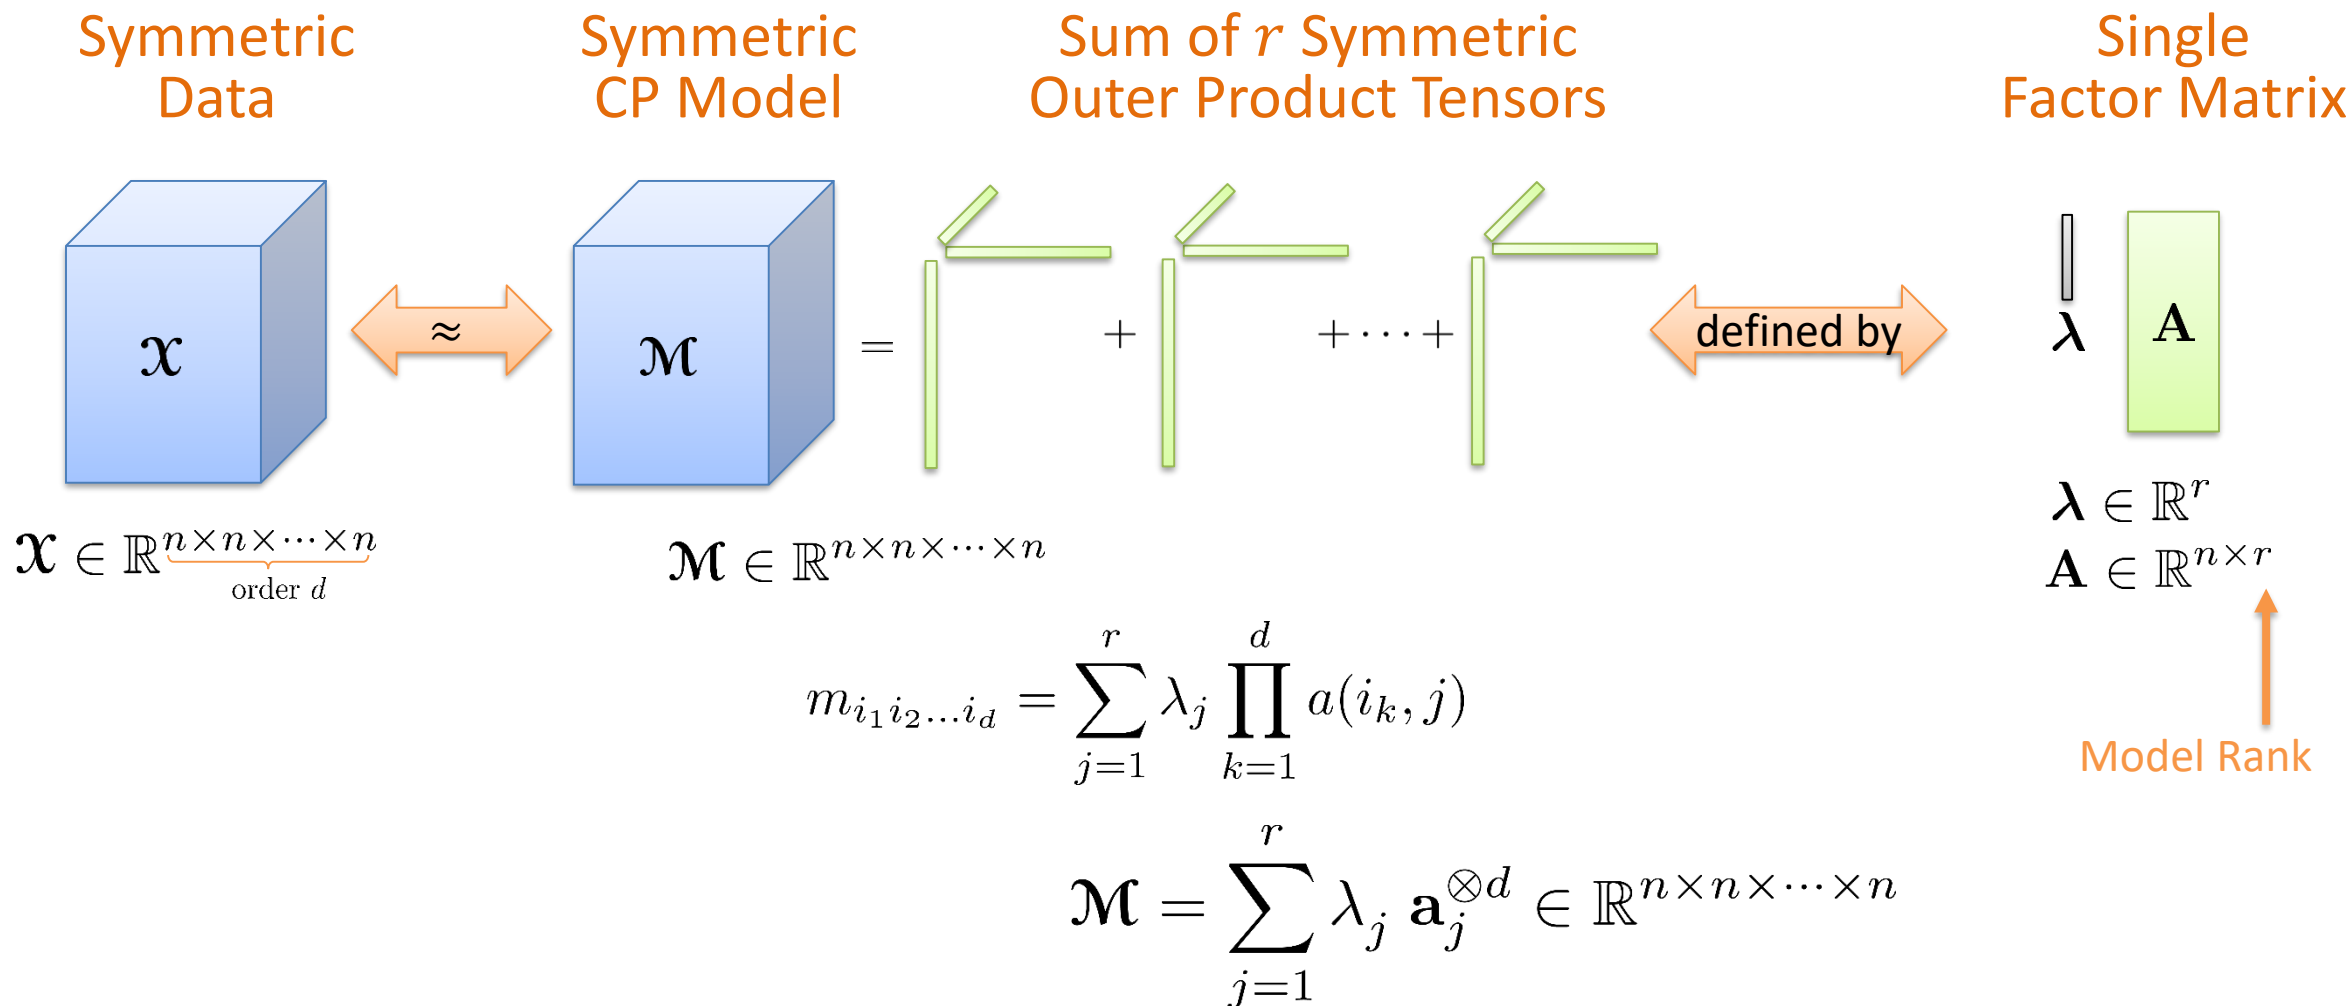 Symmetric
Data
Symmetric
CP Model
Sum of r Symmetric
Outer Product Tensors
Single
Factor Matrix
𝓧 ≈ 𝓜 = + + ··· + defined by λ A
𝓧 ∈ ℝ^{n×n×···×n}
order d
𝓜 ∈ ℝ^{n×n×···×n}
λ ∈ ℝ^r
A ∈ ℝ^{n×r}
Model Rank
m_{i_1 i_2 ... i_d} = \sum_{j=1}^{r} λ_j \prod_{k=1}^{d} a(i_k, j)
𝓜 = \sum_{j=1}^{r} λ_j a_j^{⊗d} ∈ ℝ^{n×n×···×n}